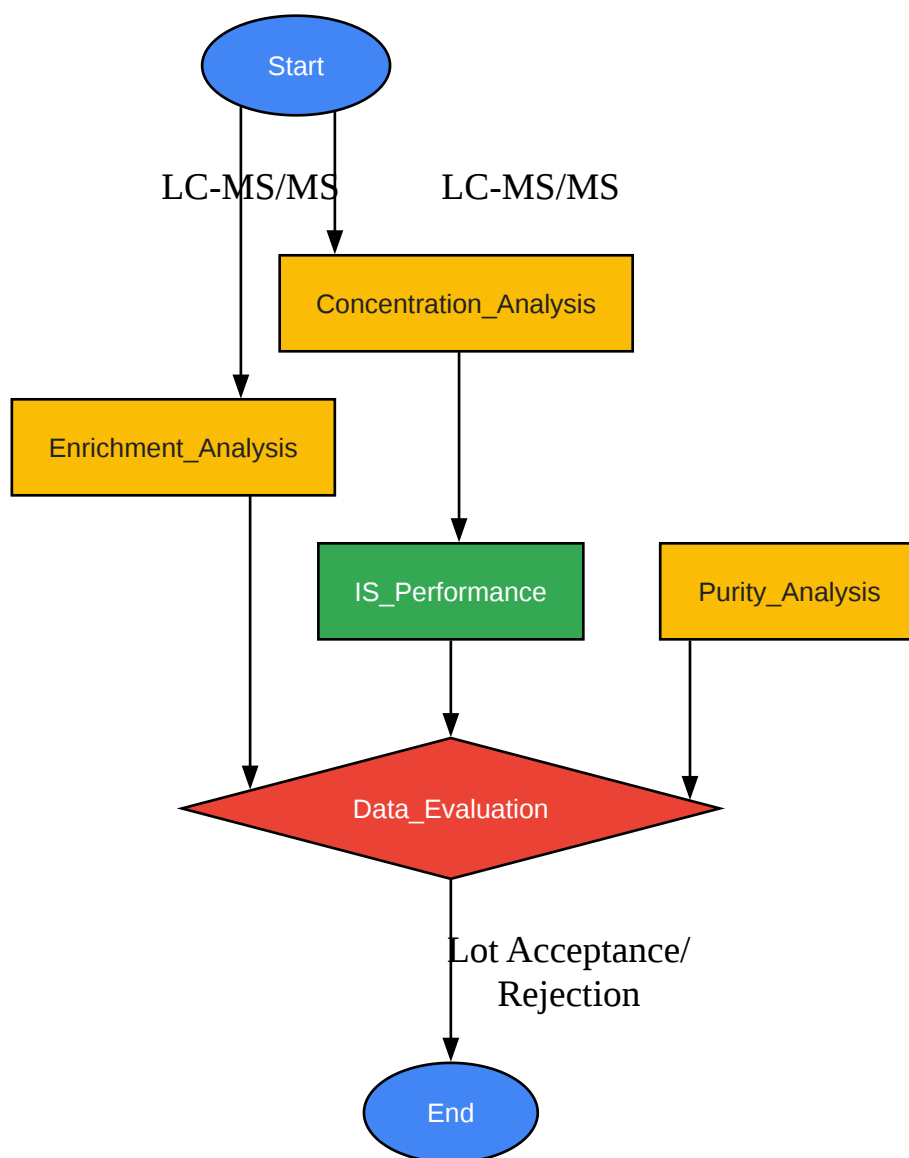 Start
LC-MS/MS
LC-MS/MS
Concentration_Analysis
Enrichment_Analysis
IS_Performance
Purity_Analysis
Data_Evaluation
Lot Acceptance/
Rejection
End